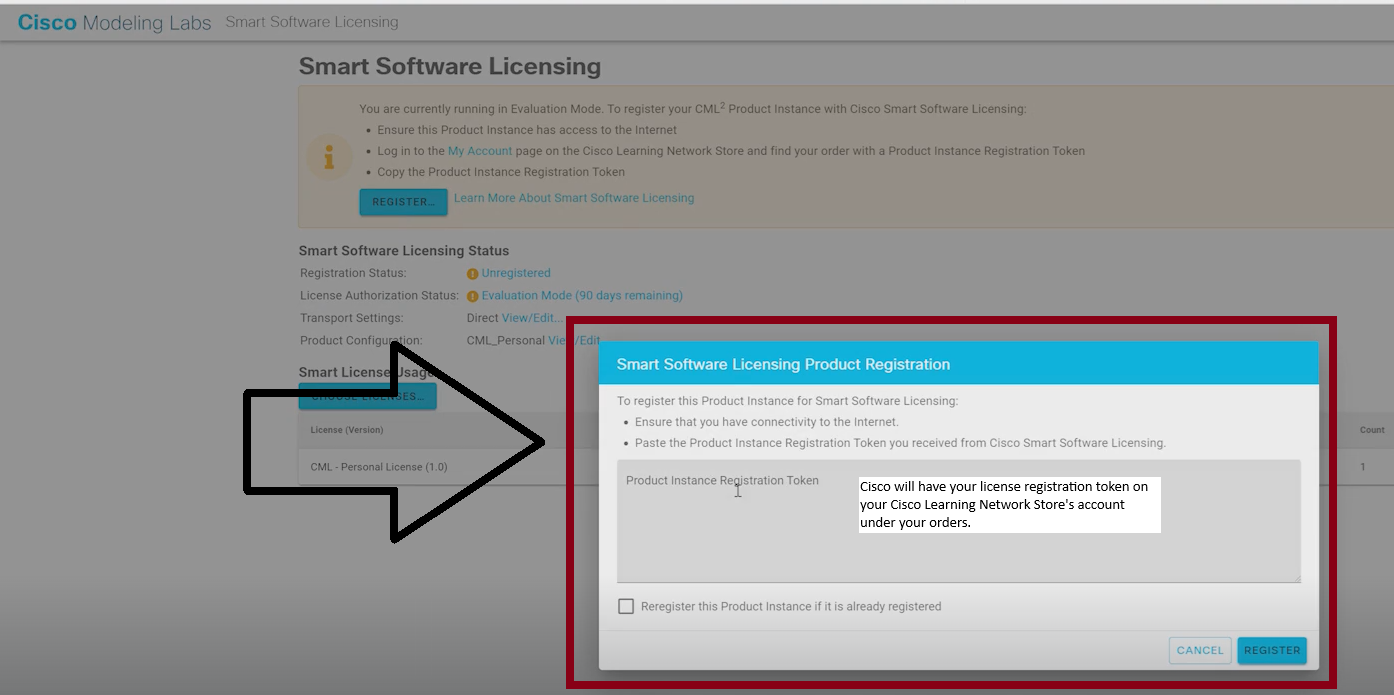 Cisco Modeling Labs Smart Software Licensing
Smart Software Licensing
You are currently running in Evaluation Mode. To register your CML² Product Instance with Cisco Smart Software Licensing:
• Ensure this Product Instance has access to the Internet
• Log in to the My Account page on the Cisco Learning Network Store and find your order with a Product Instance Registration Token
• Copy the Product Instance Registration Token
REGISTER... Learn More About Smart Software Licensing
Smart Software Licensing Status
Registration Status: Unregistered
License Authorization Status: Evaluation Mode (90 days remaining)
Transport Settings: Direct View/Edit...
Product Configuration: CML_Personal View/Edit
Smart License Usage
CHOOSE LICENSES...
License (Version) Count
CML - Personal License (1.0) 1
Smart Software Licensing Product Registration
To register this Product Instance for Smart Software Licensing:
• Ensure that you have connectivity to the Internet.
• Paste the Product Instance Registration Token you received from Cisco Smart Software Licensing.
Product Instance Registration Token
Cisco will have your license registration token on
your Cisco Learning Network Store's account
under your orders.
Reregister this Product Instance if it is already registered
CANCEL REGISTER